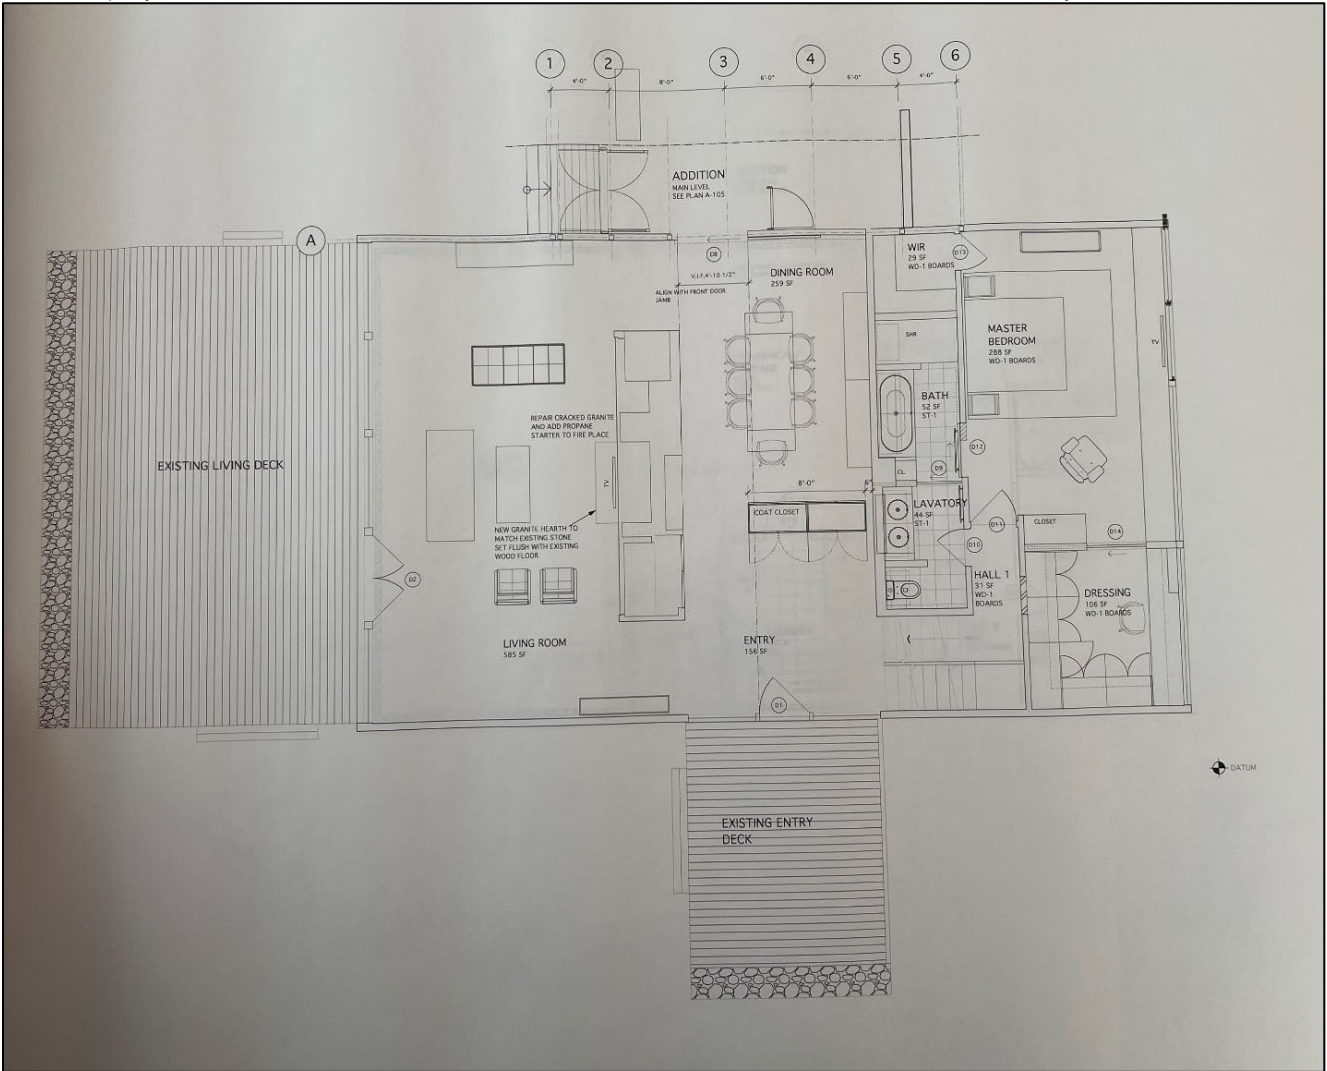 1
2
3
4
5
6
4'-0"
8'-0"
6'-0"
6'-0"
4'-0"
ADDITION
MAIN LEVEL
SEE PLAN A-105
A
D8
V.I.F.4'-10 1/2"
ALIGN WITH FRONT DOOR
JAMB
DINING ROOM
259 SF
WIR
29 SF
WD-1 BOARDS
D13
SHR
MASTER
BEDROOM
288 SF
WD-1 BOARDS
TV
BATH
52 SF
ST-1
REPAIR CRACKED GRANITE
AND ADD PROPANE
STARTER TO FIRE PLACE
EXISTING LIVING DECK
TV
D12
D9
CL.
8'-0"
6"
COAT CLOSET
LAVATORY
44 SF
ST-1
D11
CLOSET
D14
NEW GRANITE HEARTH TO
MATCH EXISTING STONE
SET FLUSH WITH EXISTING
WOOD FLOOR
D10
D2
HALL 1
31 SF
WD-1
BOARDS
DRESSING
106 SF
WD-1 BOARDS
LIVING ROOM
585 SF
ENTRY
156 SF
D1
DATUM
EXISTING ENTRY
DECK